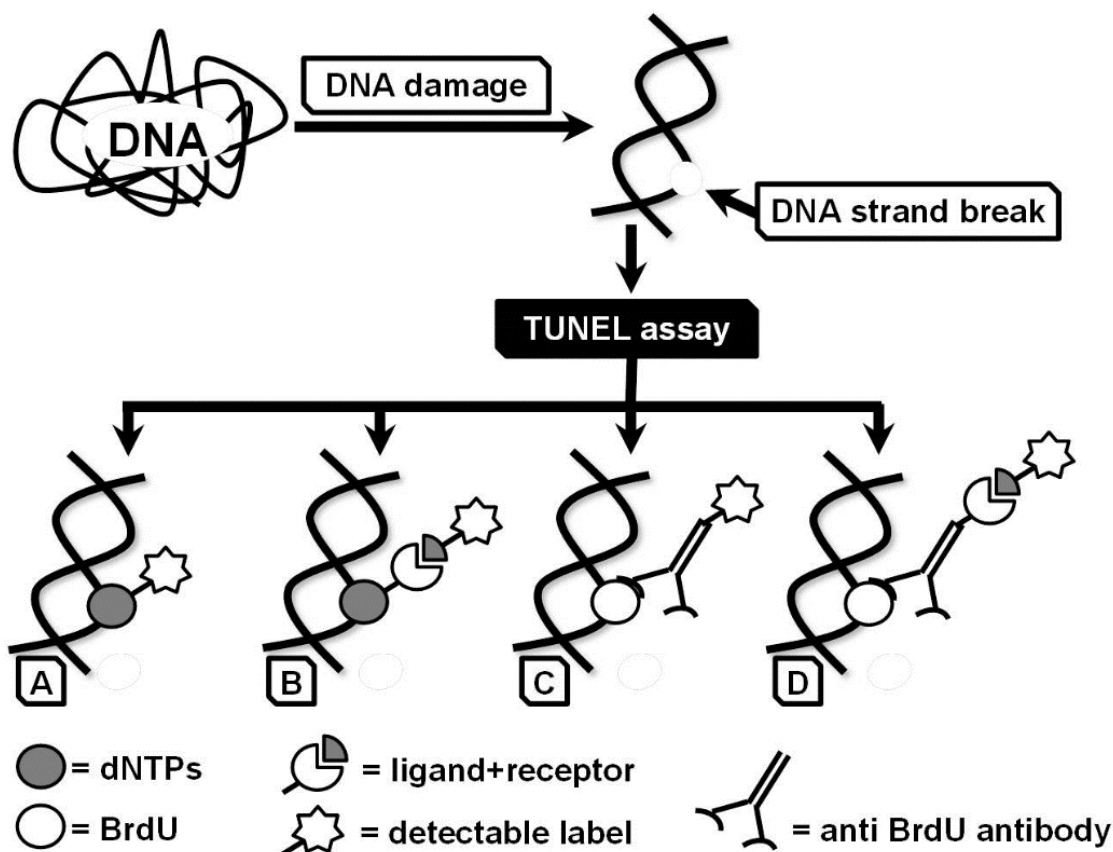 DNA damage
DNA
DNA strand break
TUNEL assay
A
B
C
D
= dNTPs
= ligand+receptor
= BrdU
= detectable label
= anti BrdU antibody